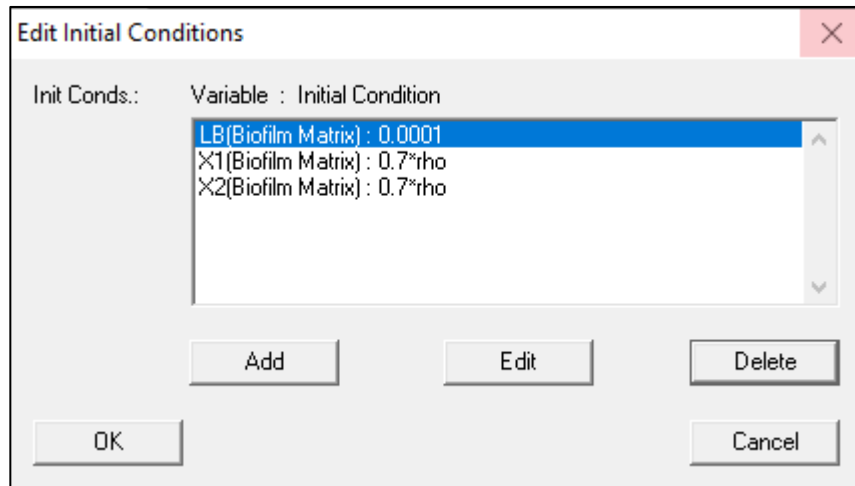 Edit Initial Conditions
Init Conds.: Variable : Initial Condition
LB(Biofilm Matrix) : 0.0001
X1(Biofilm Matrix) : 0.7*rho
X2(Biofilm Matrix) : 0.7*rho
Add Edit Delete
OK Cancel